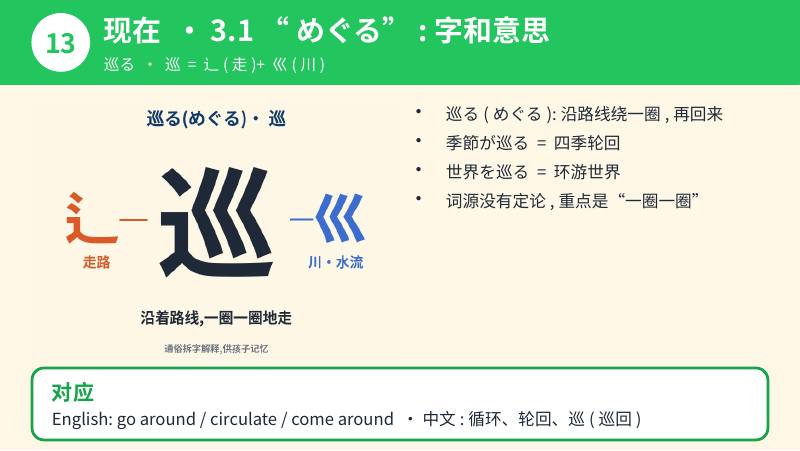 13
现在 · 3.1 “めぐる”:字和意思
巡る · 巡 = 辶(走)+ 巛(川)
巡る(めぐる)· 巡
辶
巡
巛
走路
川·水流
沿着路线,一圈一圈地走
通俗拆字解释,供孩子记忆
• 巡る(めぐる): 沿路线绕一圈,再回来
• 季節が巡る = 四季轮回
• 世界を巡る = 环游世界
• 词源没有定论,重点是“一圈一圈”
对应
English: go around / circulate / come around · 中文:循环、轮回、巡(巡回)